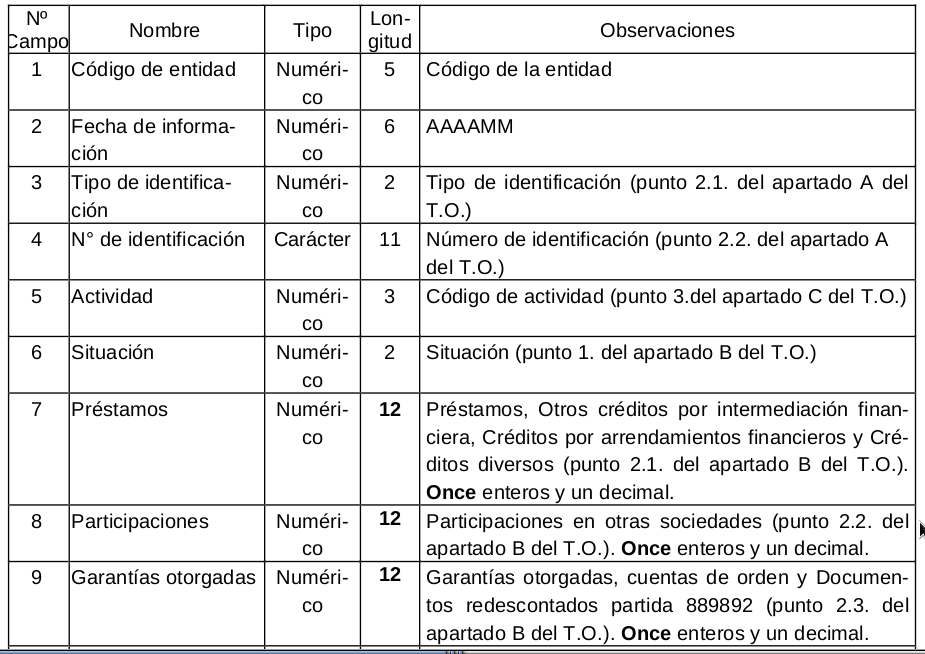 Nº Campo Nombre Tipo Lon-gitud Observaciones
1 Código de entidad Numéri-co 5 Código de la entidad
2 Fecha de informa-ción Numéri-co 6 AAAAMM
3 Tipo de identifica-ción Numéri-co 2 Tipo de identificación (punto 2.1. del apartado A del
T.O.)
4 N° de identificación Carácter 11 Número de identificación (punto 2.2. del apartado A
del T.O.)
5 Actividad Numéri-co 3 Código de actividad (punto 3.del apartado C del T.O.)
6 Situación Numéri-co 2 Situación (punto 1. del apartado B del T.O.)
7 Préstamos Numéri-co 12 Préstamos, Otros créditos por intermediación finan-
ciera, Créditos por arrendamientos financieros y Cré-
ditos diversos (punto 2.1. del apartado B del T.O.).
Once enteros y un decimal.
8 Participaciones Numéri-co 12 Participaciones en otras sociedades (punto 2.2. del
apartado B del T.O.). Once enteros y un decimal.
9 Garantías otorgadas Numéri-co 12 Garantías otorgadas, cuentas de orden y Documen-
tos redescontados partida 889892 (punto 2.3. del
apartado B del T.O.). Once enteros y un decimal.